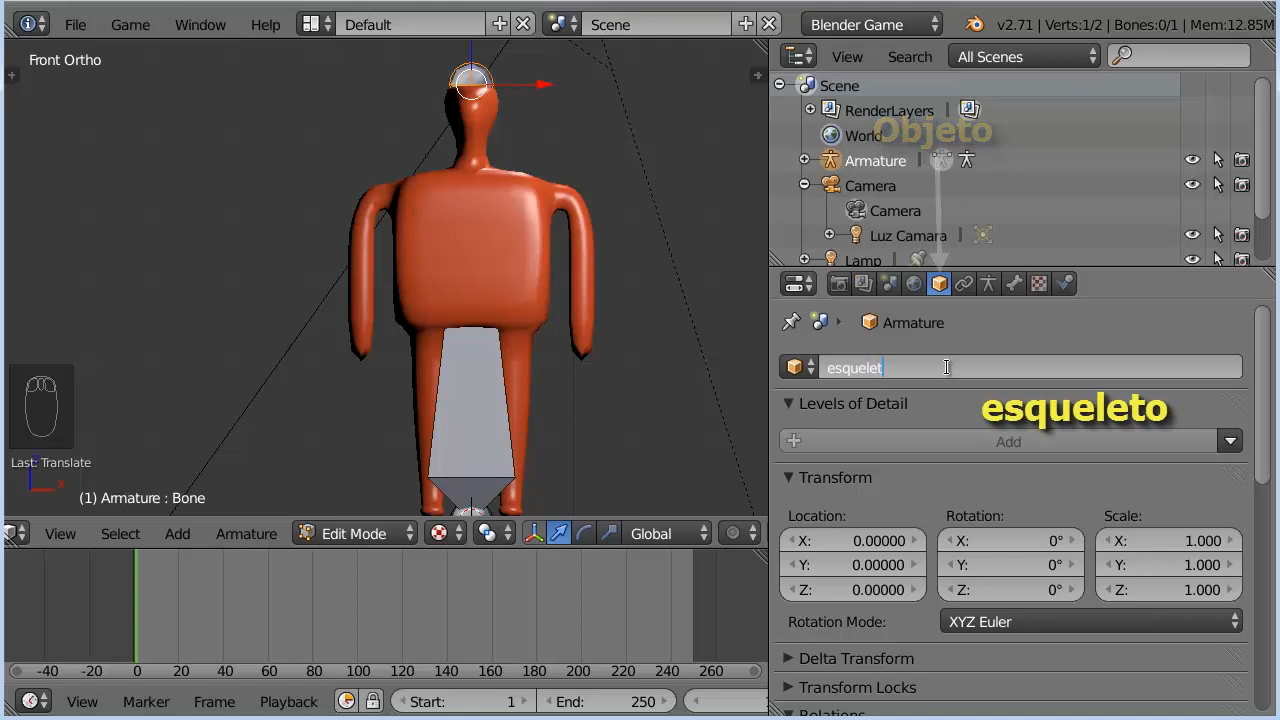 File Game Window Help Default Scene Blender Game v2.71 | Verts:1/2 | Bones:0/1 | Mem:12.85M
Front Ortho
View Search All Scenes
Scene
RenderLayers
World
Objeto
Armature
Camera
Camera
Luz Camara
Lamp
Armature
esquelet
Levels of Detail
esqueleto
Add
Transform
Location: Rotation: Scale:
X: 0.00000 X: 0° X: 1.000
Y: 0.00000 Y: 0° Y: 1.000
Z: 0.00000 Z: 0° Z: 1.000
Rotation Mode: XYZ Euler
Delta Transform
Transform Locks
Relations
Last: Translate
z
x
(1) Armature : Bone
View Select Add Armature Edit Mode Global
-40 -20 0 20 40 60 80 100 120 140 160 180 200 220 240 260
View Marker Frame Playback Start: 1 End: 250